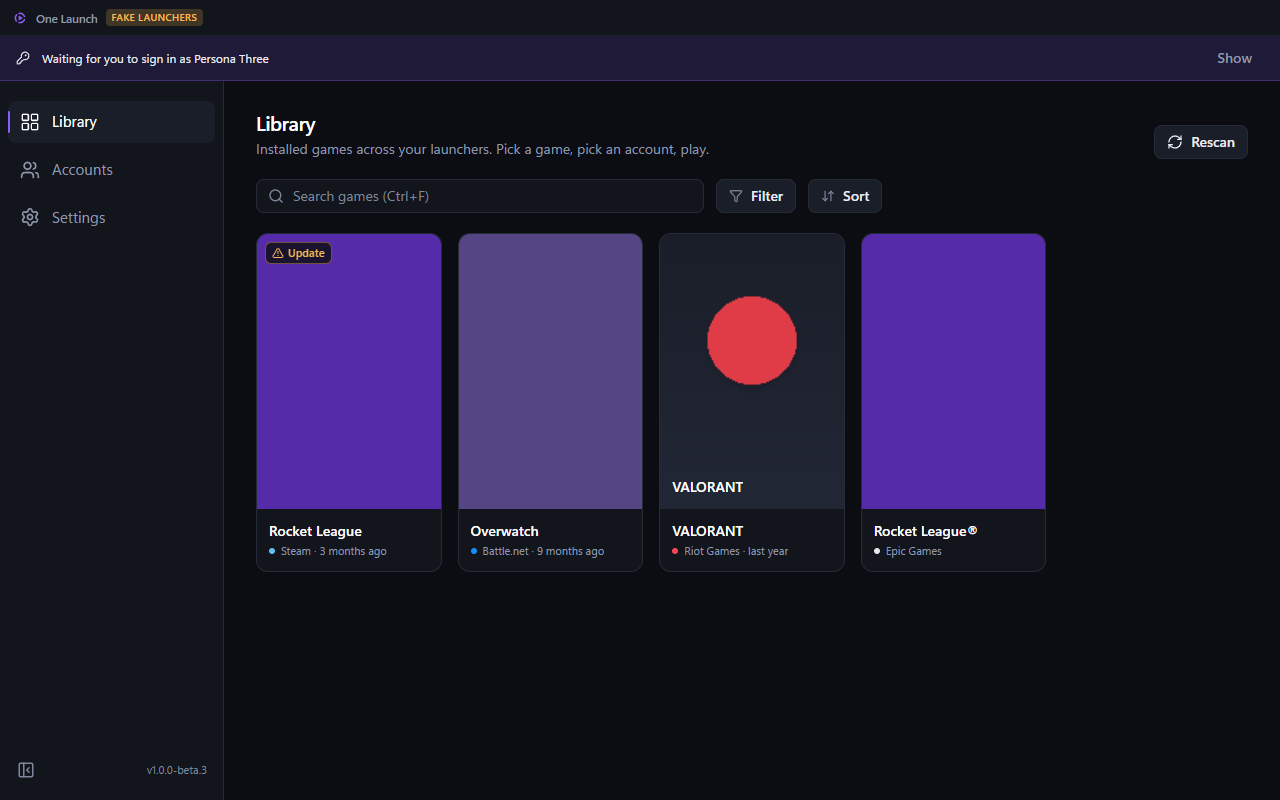 One Launch FAKE LAUNCHERS
Waiting for you to sign in as Persona Three Show
Library
Accounts
Settings
Library
Installed games across your launchers. Pick a game, pick an account, play.
Rescan
Search games (Ctrl+F) Filter Sort
Update
VALORANT
Rocket League
Steam · 3 months ago
Overwatch
Battle.net · 9 months ago
VALORANT
Riot Games · last year
Rocket League®
Epic Games
v1.0.0-beta.3